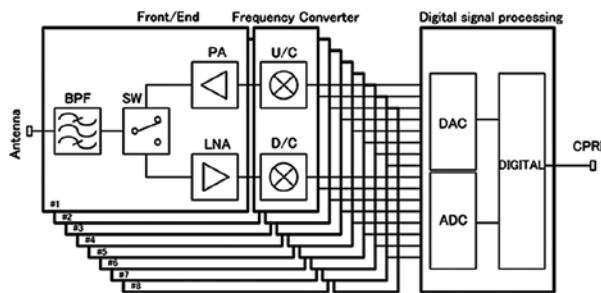 Front/End
Frequency Converter
Digital signal processing
PA
U/C
BPF
SW
DAC
Antenna
DIGITAL
CPRI
LNA
D/C
ADC
#1
#2
#3
#4
#5
#6
#7
#8